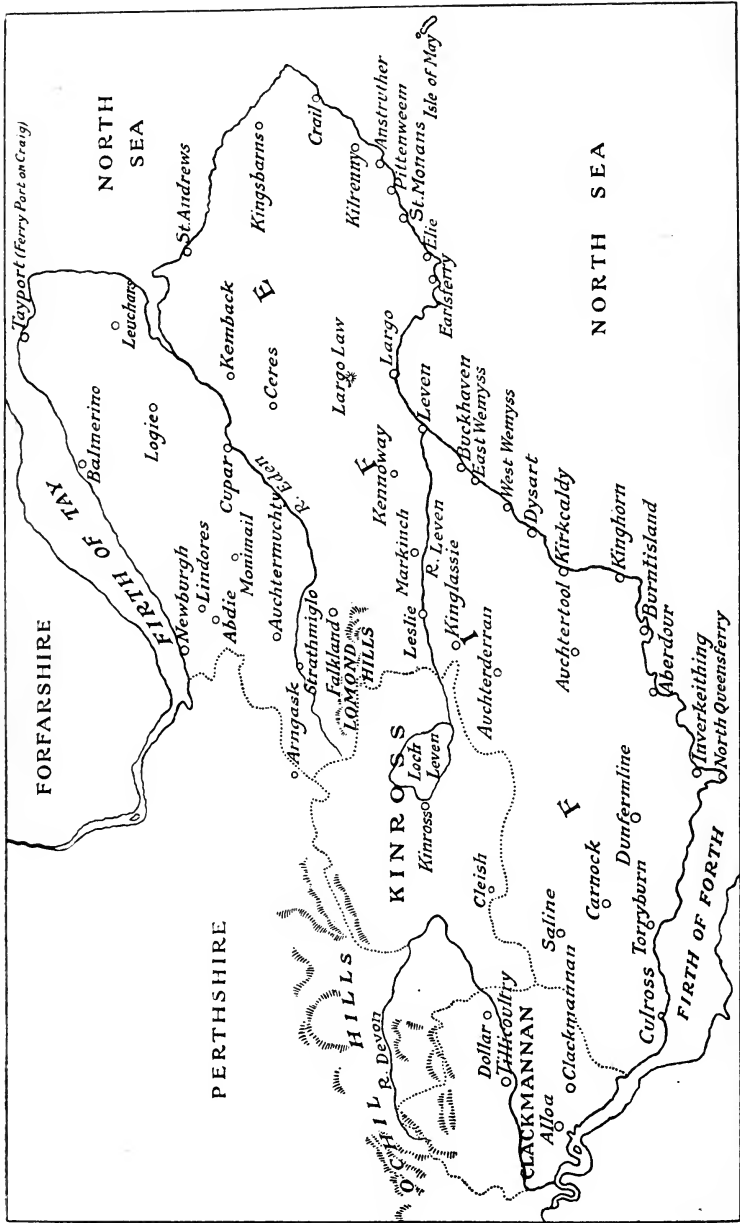 FORFARSHIRE
PERTHSHIRE
NORTH
SEA
NORTH SEA
FIRTH OF TAY
FIRTH OF FORTH
Tayport (Ferry Port on Craig)
Leuchars
Balmerino
Logie
St. Andrews
Kemback
Ceres
Kingsbarns
Crail
Kilrenny
Anstruther
Pittenweem
St. Monans
Isle of May
Elie
Earlsferry
Largo Law
Largo
Leven
Newburgh
Lindores
Abdie
Monimail
Cupar
R. Eden
Auchtermuchty
Strathmiglo
Falkland
LOMOND
HILLS
Arngask
Kennoway
Markinch
R. Leven
Leslie
Kinglassie
Auchterderran
Buckhaven
East Wemyss
West Wemyss
Dysart
Kirkcaldy
Auchtertool
Kinghorn
Burntisland
Aberdour
Inverkeithing
North Queensferry
KINROSS
Loch
Leven
Kinross
Cleish
Dunfermline
Carnock
Saline
Torryburn
Culross
OCHIL HILLS
R. Devon
Dollar
Tillicoultry
CLACKMANNAN
Clackmannan
Alloa
F I F E